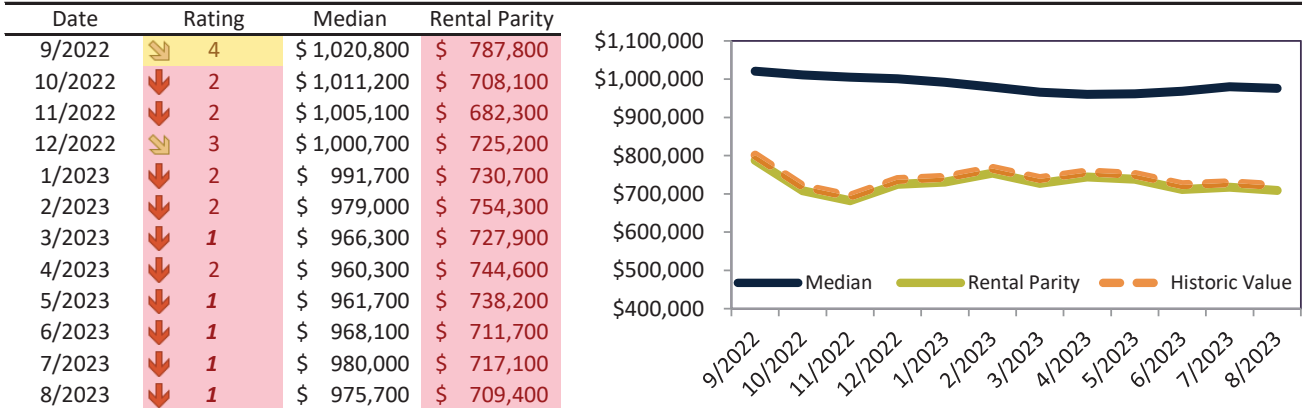 Date Rating Median Rental Parity
9/2022 4 $ 1,020,800 $ 787,800
10/2022 2 $ 1,011,200 $ 708,100
11/2022 2 $ 1,005,100 $ 682,300
12/2022 3 $ 1,000,700 $ 725,200
1/2023 2 $ 991,700 $ 730,700
2/2023 2 $ 979,000 $ 754,300
3/2023 1 $ 966,300 $ 727,900
4/2023 2 $ 960,300 $ 744,600
5/2023 1 $ 961,700 $ 738,200
6/2023 1 $ 968,100 $ 711,700
7/2023 1 $ 980,000 $ 717,100
8/2023 1 $ 975,700 $ 709,400
$1,100,000
$1,000,000
$900,000
$800,000
$700,000
$600,000
$500,000
$400,000
Median Rental Parity Historic Value
9/2022 10/2022 11/2022 12/2022 1/2023 2/2023 3/2023 4/2023 5/2023 6/2023 7/2023 8/2023